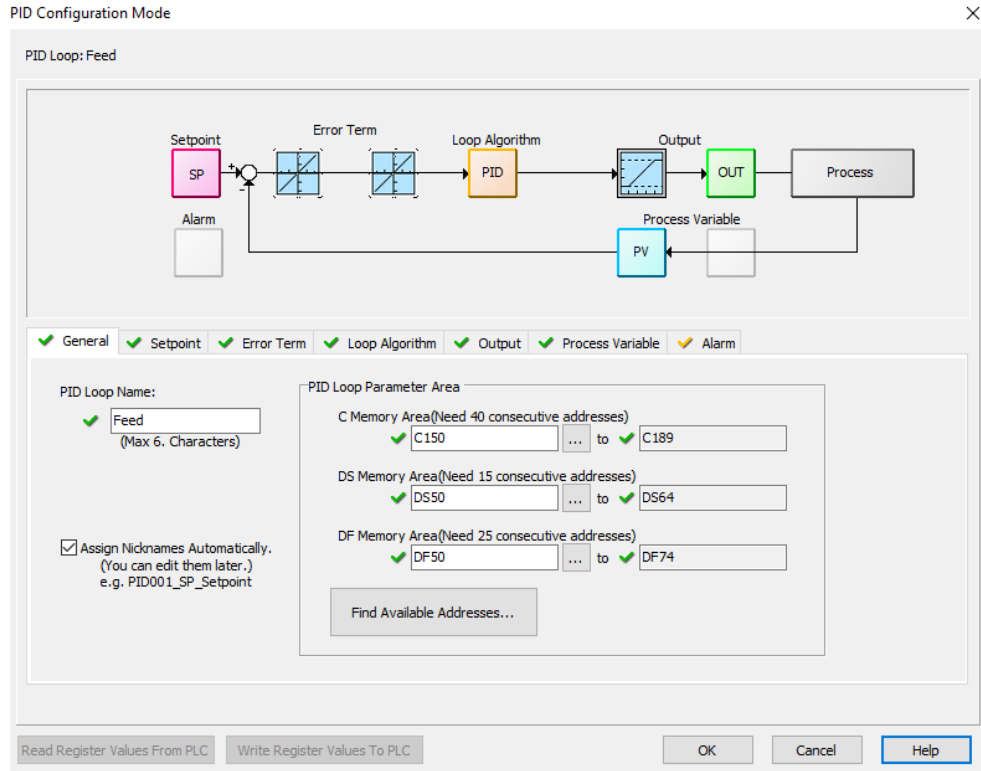 PID Configuration Mode
PID Loop: Feed
Error Term
Setpoint
Loop Algorithm
Output
SP
+
-
PID
OUT
Process
Alarm
Process Variable
PV
General
Setpoint
Error Term
Loop Algorithm
Output
Process Variable
Alarm
PID Loop Name:
Feed
(Max 6. Characters)
Assign Nicknames Automatically.
(You can edit them later.)
e.g. PID001_SP_Setpoint
PID Loop Parameter Area
C Memory Area(Need 40 consecutive addresses)
C150 ... to C189
DS Memory Area(Need 15 consecutive addresses)
DS50 ... to DS64
DF Memory Area(Need 25 consecutive addresses)
DF50 ... to DF74
Find Available Addresses...
Read Register Values From PLC
Write Register Values To PLC
OK
Cancel
Help